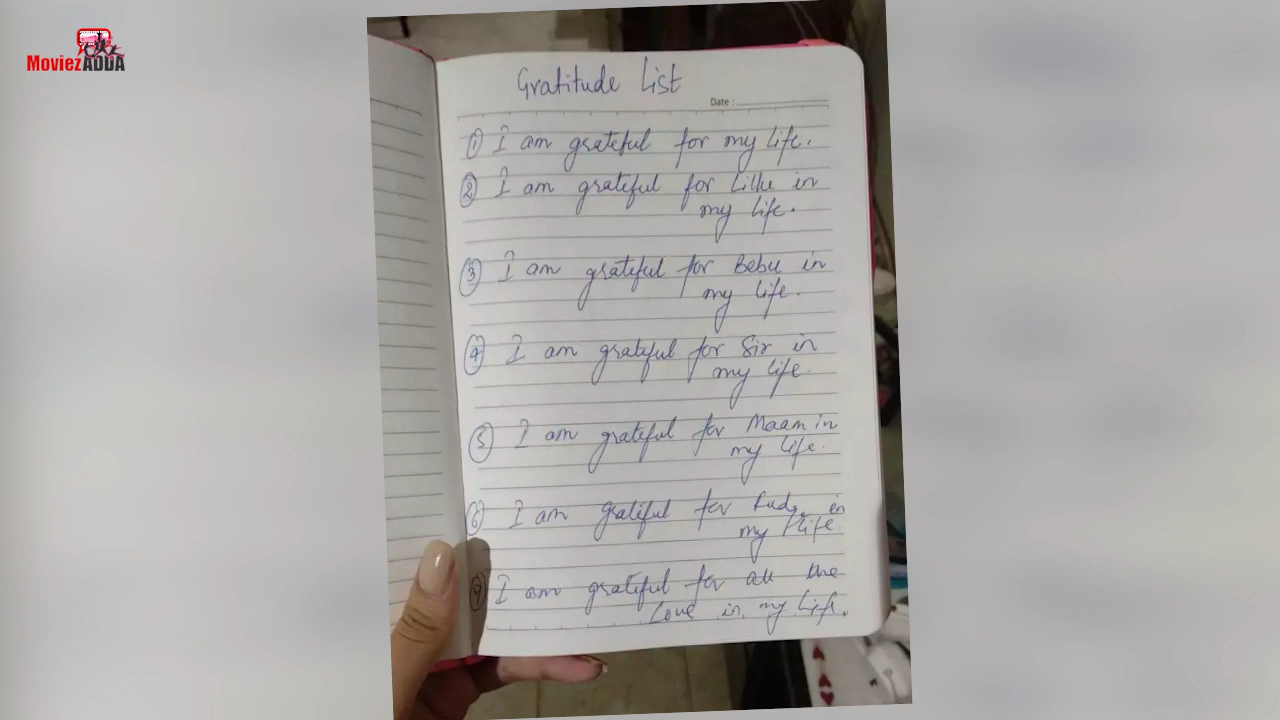 MoviezADDA
Gratitude List
Date :
① I am grateful for my life.
② I am grateful for Lillu in
my life.
③ I am grateful for Bebu in
my life.
④ I am grateful for Sir in
my life.
⑤ I am grateful for Maam in
my life.
⑥ I am grateful for in
my life
⑦ I am grateful for all the
Love in my life.